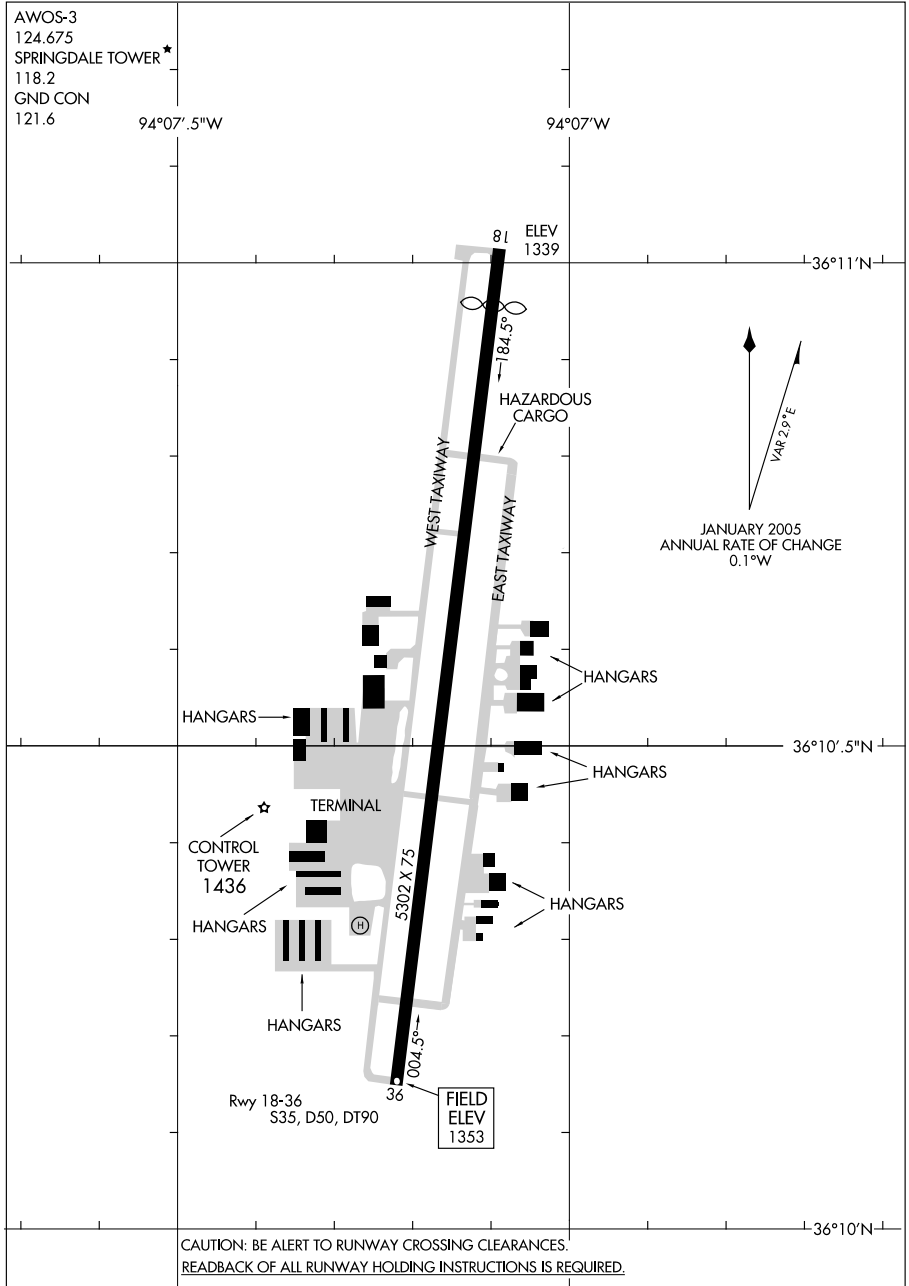 AWOS-3
124.675
SPRINGDALE TOWER
118.2
GND CON
121.6
94°07'.5"W
94°07'W
18
ELEV
1339
36°11'N
184.5°
HAZARDOUS
CARGO
VAR 2.9°E
JANUARY 2005
ANNUAL RATE OF CHANGE
0.1°W
WEST TAXIWAY
EAST TAXIWAY
HANGARS
HANGARS
36°10'.5"N
HANGARS
TERMINAL
CONTROL
TOWER
1436
5302 X 75
HANGARS
HANGARS
H
HANGARS
004.5°
36
Rwy 18-36
S35, D50, DT90
FIELD
ELEV
1353
36°10'N
CAUTION: BE ALERT TO RUNWAY CROSSING CLEARANCES.
READBACK OF ALL RUNWAY HOLDING INSTRUCTIONS IS REQUIRED.